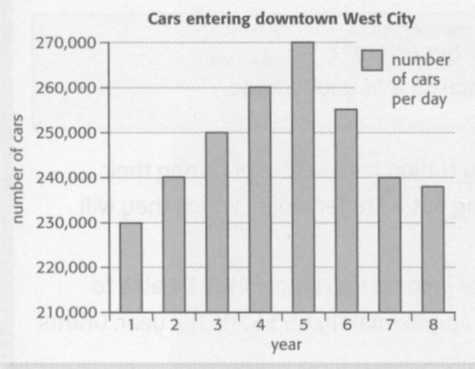 Cars entering downtown West City
270,000
260,000
250,000
240,000
230,000
220,000
210,000
number of cars
number
of cars
per day
1 2 3 4 5 6 7 8
year